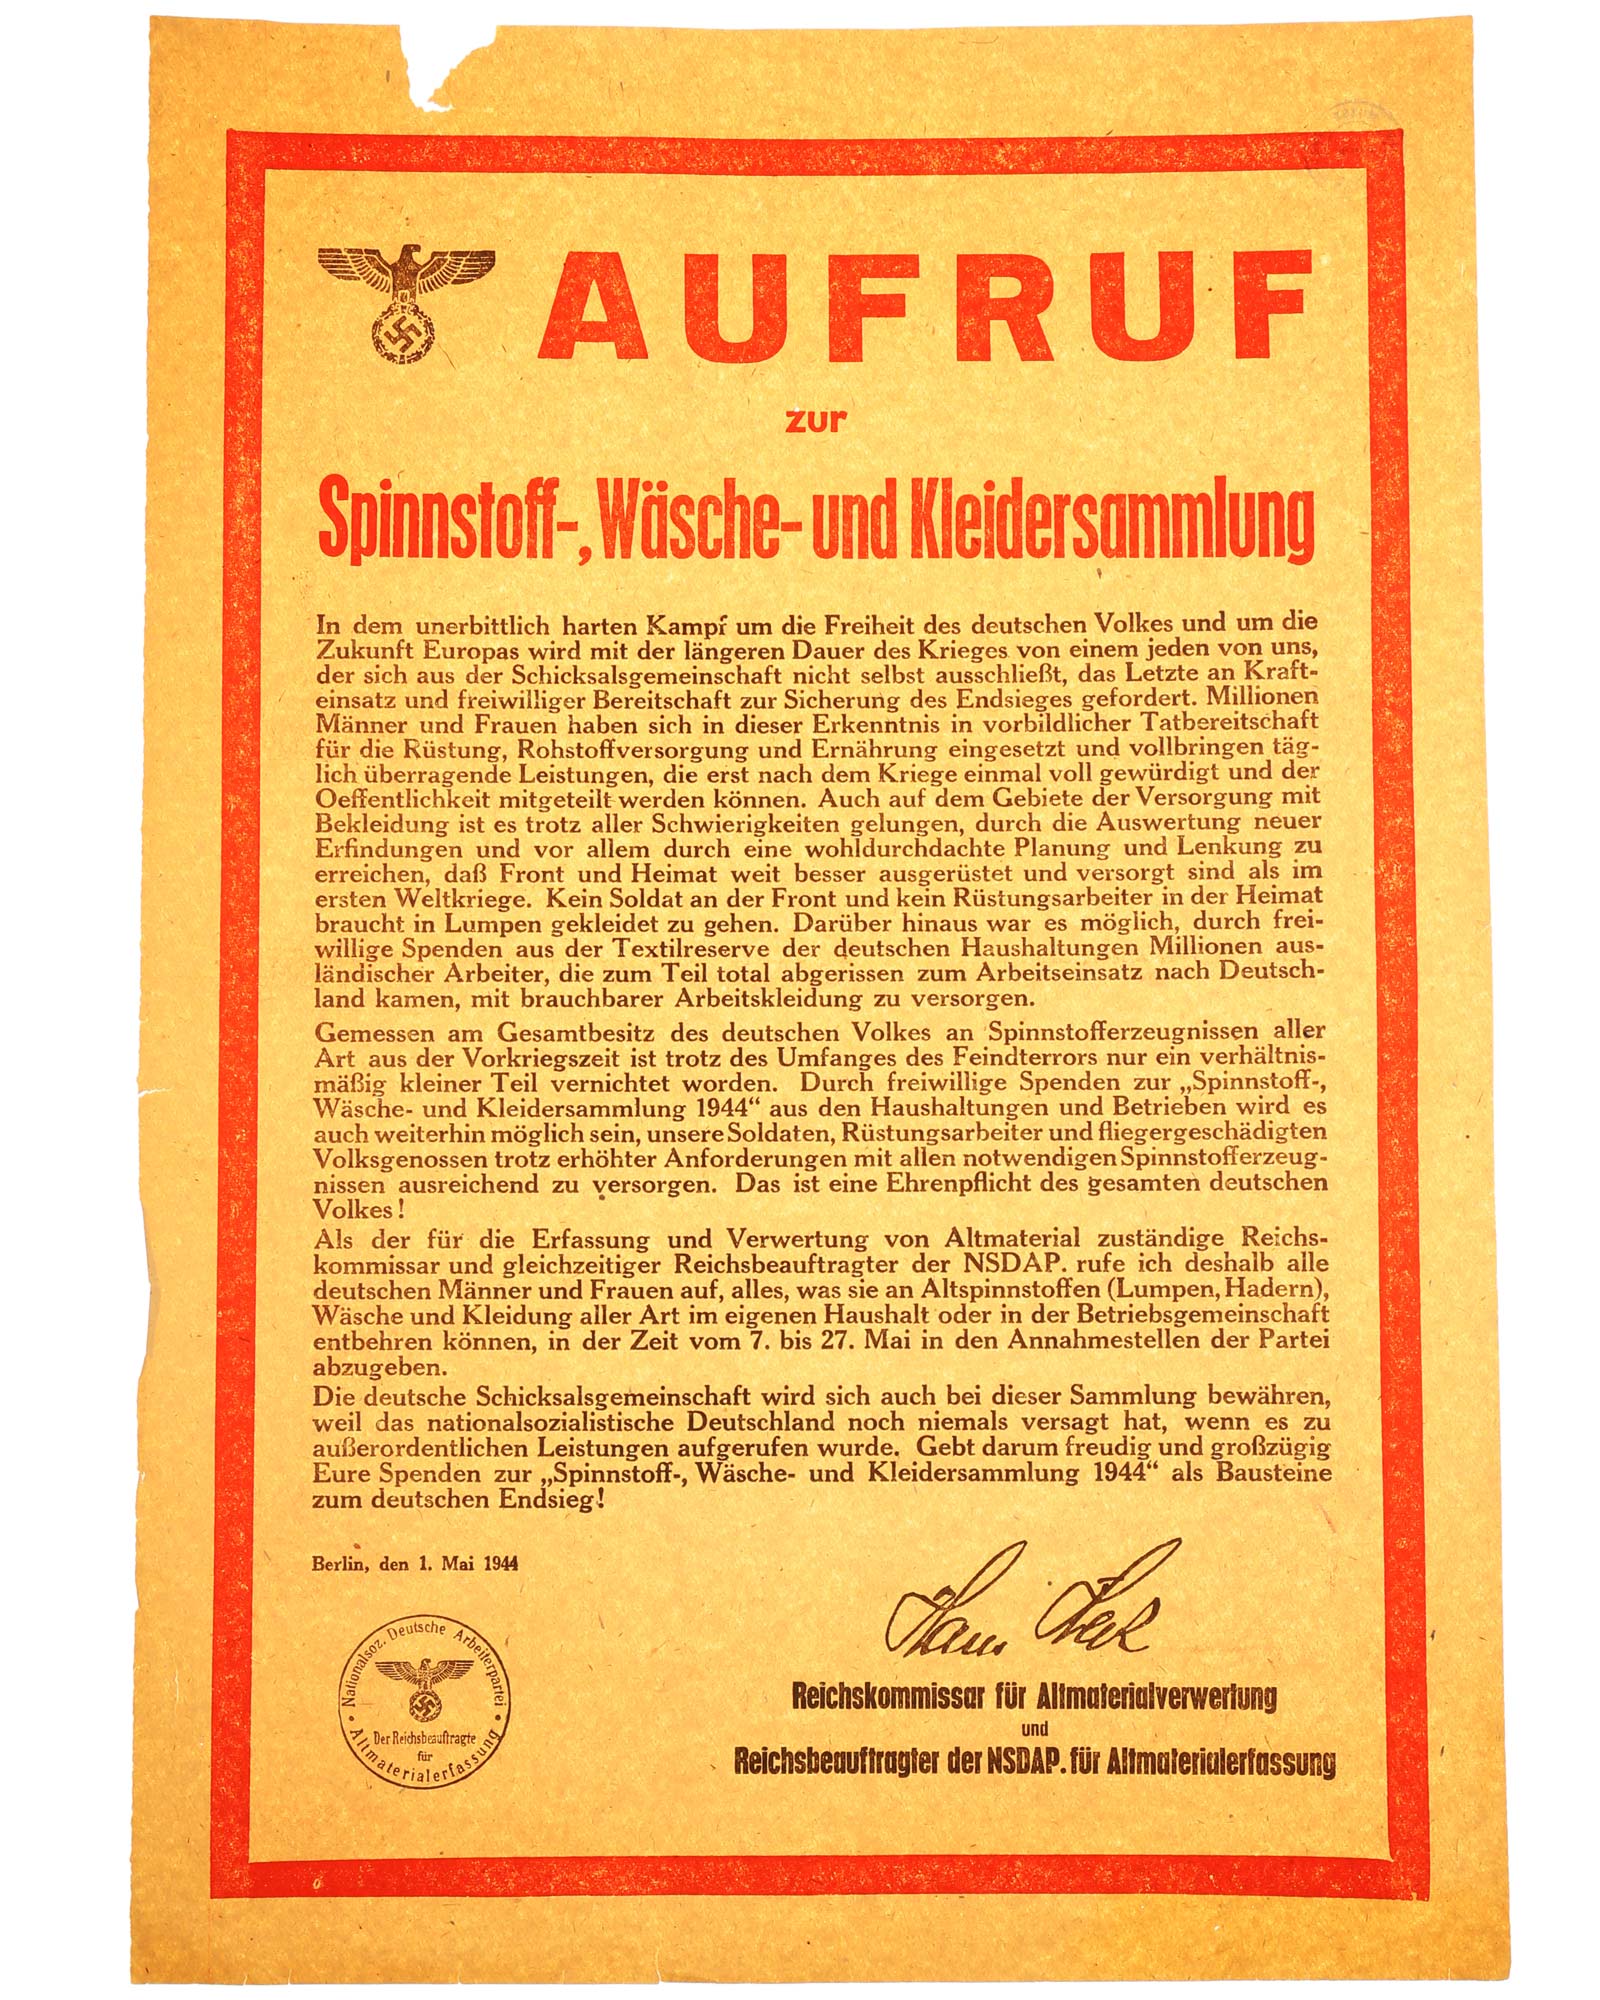 AUFRUF
zur
Spinnstoff-, Wäsche- und Kleidersammlung
In dem unerbittlich harten Kampf um die Freiheit des deutschen Volkes und um die
Zukunft Europas wird mit der längeren Dauer des Krieges von einem jeden von uns,
der sich aus der Schicksalsgemeinschaft nicht selbst ausschließt, das Letzte an Kraft-
einsatz und freiwilliger Bereitschaft zur Sicherung des Endsieges gefordert. Millionen
Männer und Frauen haben sich in dieser Erkenntnis in vorbildlicher Tatbereitschaft
für die Rüstung, Rohstoffversorgung und Ernährung eingesetzt und vollbringen täg-
lich überragende Leistungen, die erst nach dem Kriege einmal voll gewürdigt und der
Oeffentlichkeit mitgeteilt werden können. Auch auf dem Gebiete der Versorgung mit
Bekleidung ist es trotz aller Schwierigkeiten gelungen, durch die Auswertung neuer
Erfindungen und vor allem durch eine wohldurchdachte Planung und Lenkung zu
erreichen, daß Front und Heimat weit besser ausgerüstet und versorgt sind als im
ersten Weltkriege. Kein Soldat an der Front und kein Rüstungsarbeiter in der Heimat
braucht in Lumpen gekleidet zu gehen. Darüber hinaus war es möglich, durch frei-
willige Spenden aus der Textilreserve der deutschen Haushaltungen Millionen aus-
ländischer Arbeiter, die zum Teil total abgerissen zum Arbeitseinsatz nach Deutsch-
land kamen, mit brauchbarer Arbeitskleidung zu versorgen.
Gemessen am Gesamtbesitz des deutschen Volkes an Spinnstofferzeugnissen aller
Art aus der Vorkriegszeit ist trotz des Umfanges des Feindterrors nur ein verhältnis-
mäßig kleiner Teil vernichtet worden. Durch freiwillige Spenden zur „Spinnstoff-,
Wäsche- und Kleidersammlung 1944“ aus den Haushaltungen und Betrieben wird es
auch weiterhin möglich sein, unsere Soldaten, Rüstungsarbeiter und fliegergeschädigten
Volksgenossen trotz erhöhter Anforderungen mit allen notwendigen Spinnstofferzeug-
nissen ausreichend zu versorgen. Das ist eine Ehrenpflicht des gesamten deutschen
Volkes!
Als der für die Erfassung und Verwertung von Altmaterial zuständige Reichs-
kommissar und gleichzeitiger Reichsbeauftragter der NSDAP. rufe ich deshalb alle
deutschen Männer und Frauen auf, alles, was sie an Altspinnstoffen (Lumpen, Hadern),
Wäsche und Kleidung aller Art im eigenen Haushalt oder in der Betriebsgemeinschaft
entbehren können, in der Zeit vom 7. bis 27. Mai in den Annahmestellen der Partei
abzugeben.
Die deutsche Schicksalsgemeinschaft wird sich auch bei dieser Sammlung bewähren,
weil das nationalsozialistische Deutschland noch niemals versagt hat, wenn es zu
außerordentlichen Leistungen aufgerufen wurde. Gebt darum freudig und großzügig
Eure Spenden zur „Spinnstoff-, Wäsche- und Kleidersammlung 1944“ als Bausteine
zum deutschen Endsieg!
Berlin, den 1. Mai 1944
Hans Heck
Reichskommissar für Altmaterialverwertung
und
Reichsbeauftragter der NSDAP. für Altmaterialerfassung
Nationalsoz. Deutsche Arbeiterpartei
Der Reichsbeauftragte
für
Altmaterialerfassung